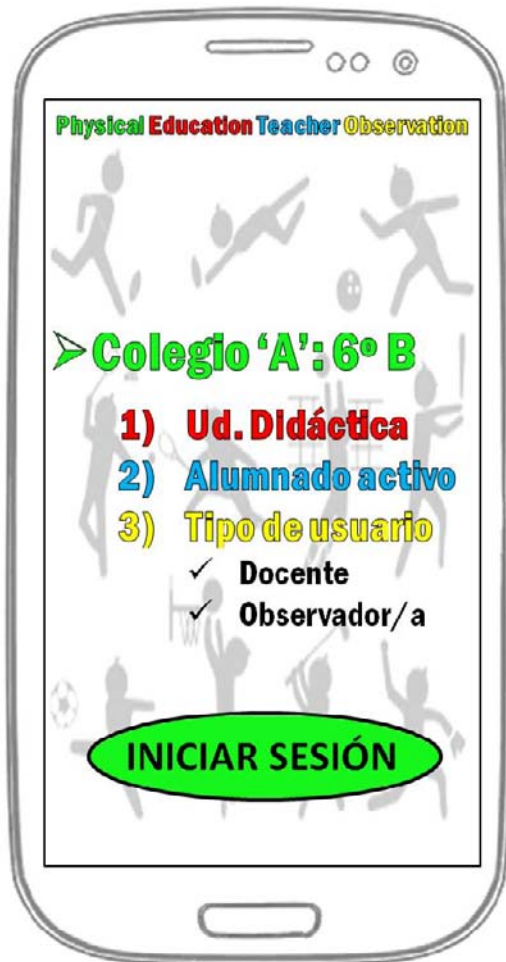 Physical Education Teacher Observation
➢Colegio ‘A’: 6º B
1) Ud. Didáctica
2) Alumnado activo
3) Tipo de usuario
✓ Docente
✓ Observador/a
INICIAR SESIÓN